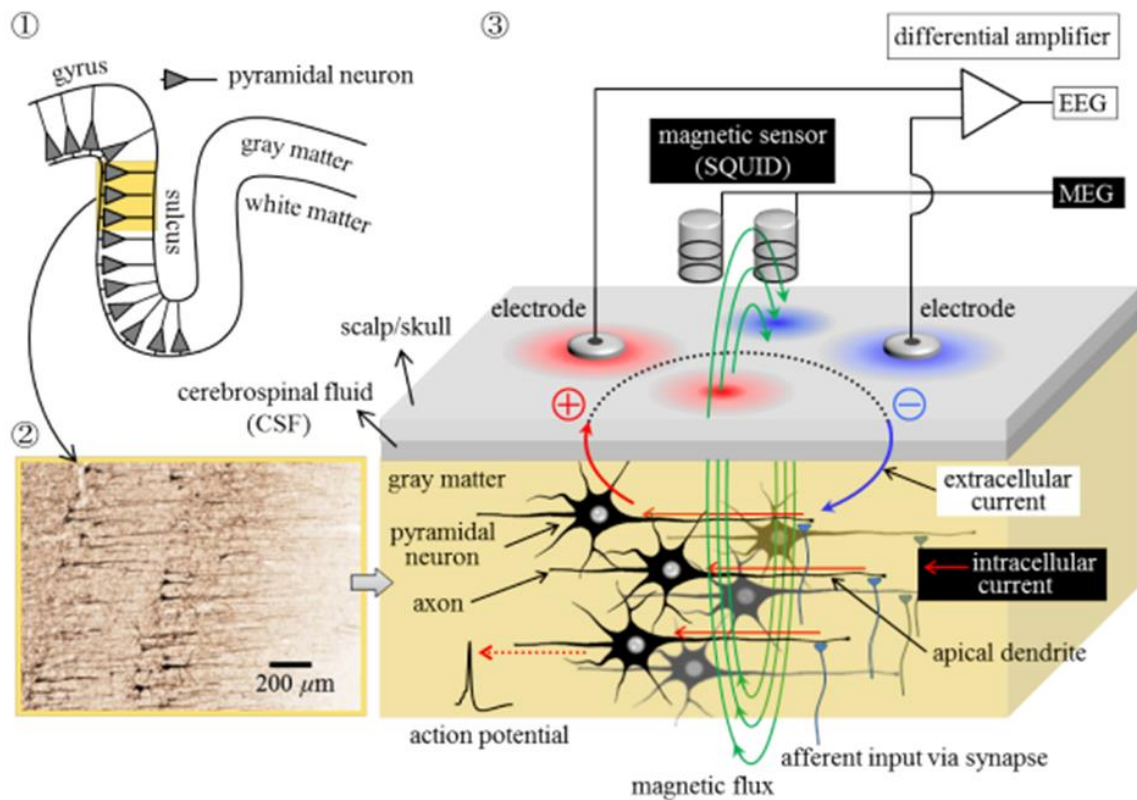 ①
gyrus
pyramidal neuron
gray matter
white matter
sulcus
②
200 μm
③
differential amplifier
EEG
magnetic sensor
(SQUID)
MEG
electrode
electrode
scalp/skull
cerebrospinal fluid
(CSF)
+
−
gray matter
extracellular
current
pyramidal
neuron
intracellular
current
axon
apical dendrite
action potential
afferent input via synapse
magnetic flux